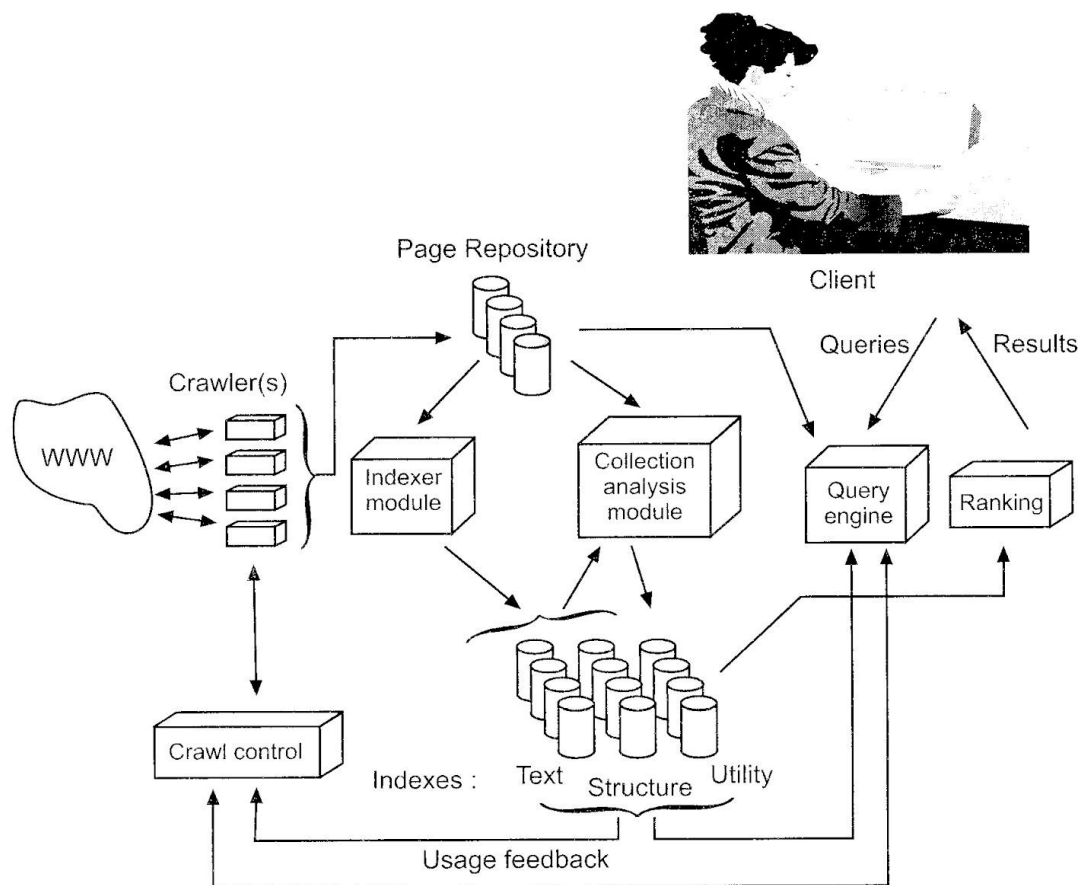 Page Repository
Client
Queries
Results
Crawler(s)
WWW
Indexer
module
Collection
analysis
module
Query
engine
Ranking
Crawl control
Indexes :
Text
Structure
Utility
Usage feedback